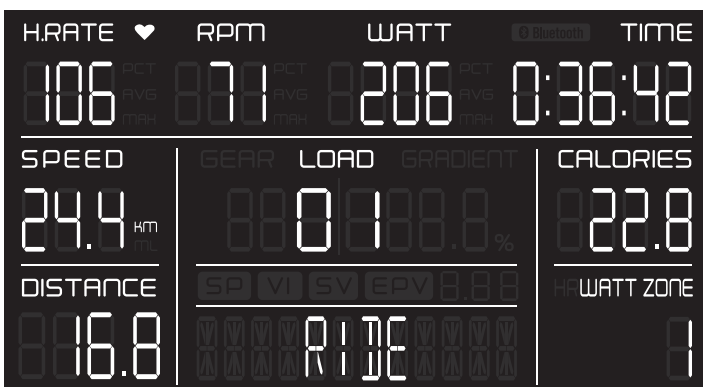 H.RATE RPM WATT Bluetooth TIME
106 PCT AVG MAX 71 PCT AVG MAX 206 PCT AVG MAX 0:36:42
SPEED GEAR LOAD GRADIENT CALORIES
24.4 KM ML 01 % 22.8
DISTANCE SP VI SV EPV HR WATT ZONE
16.8 RIDE 1